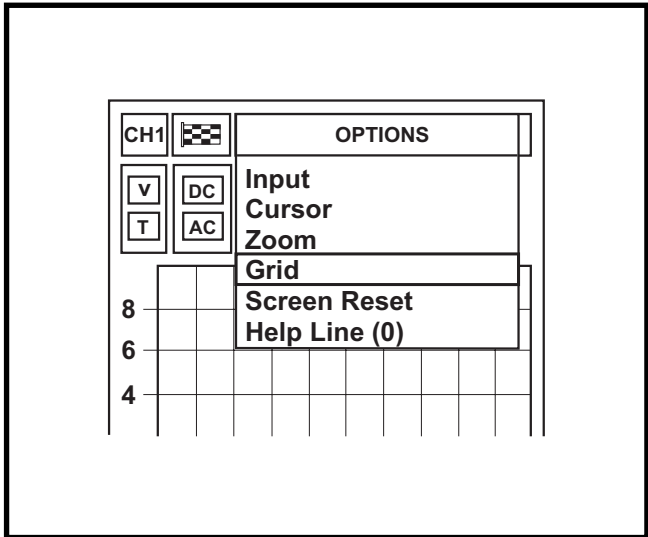 CH1 OPTIONS
V DC
T AC
Input
Cursor
Zoom
Grid
Screen Reset
Help Line (0)
8
6
4